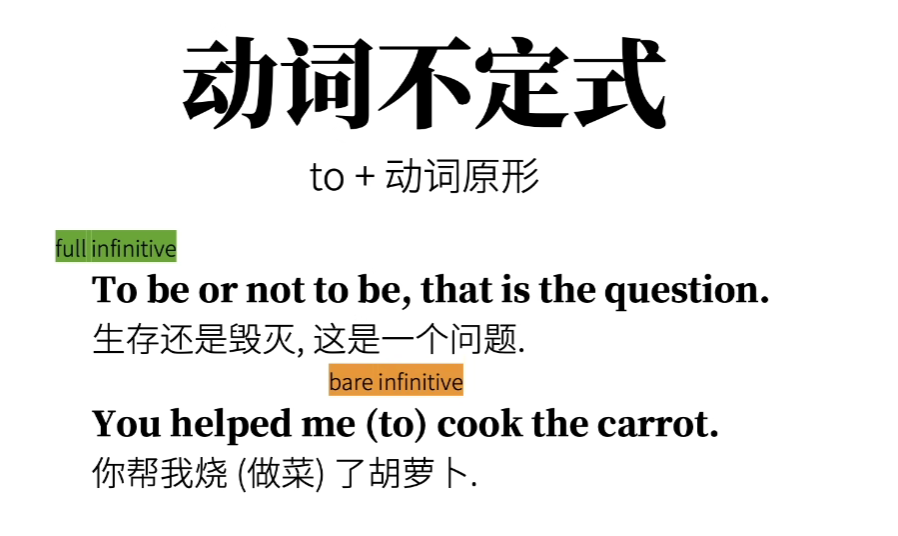 动词不定式
to + 动词原形
full infinitive
To be or not to be, that is the question.
生存还是毁灭, 这是一个问题.
bare infinitive
You helped me (to) cook the carrot.
你帮我烧 (做菜) 了胡萝卜.